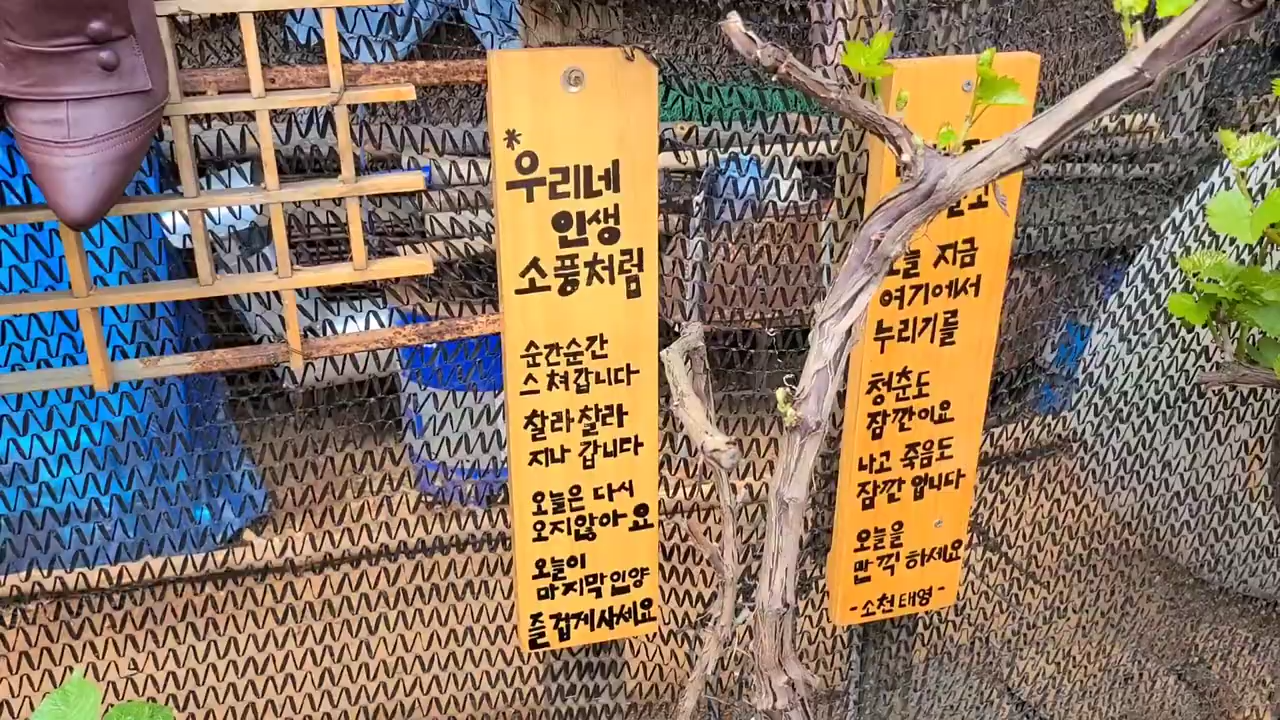 *우리네
인생
소풍처럼
순간순간
스쳐갑니다
찰라찰라
지나 갑니다
오늘은 다시
오지않아요
오늘이
마지막인양
즐겁게사세요
지금
여기에서
누리기를
청춘도
잠깐이요
나고 죽음도
잠깐 입니다
오늘을
만끽 하세요
-소천태영-